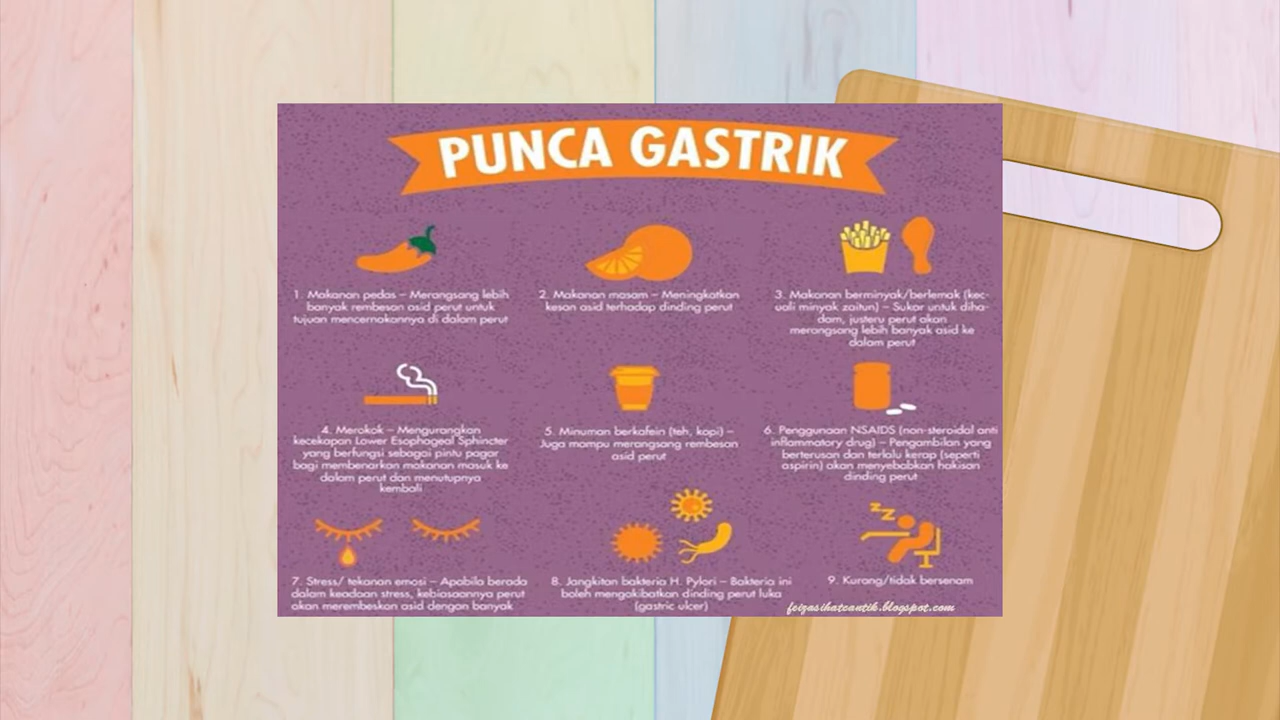 PUNCA GASTRIK
1. Makanan pedas – Merangsang lebih
banyak rembesan asid perut untuk
tujuan mencernakannya di dalam perut
2. Makanan masam – Meningkatkan
kesan asid terhadap dinding perut
3. Makanan berminyak/berlemak (kec-
uali minyak zaitun) – Sukar untuk diha-
dam, justeru perut akan
merangsang lebih banyak asid ke
dalam perut
4. Merokok – Mengurangkan
kecekapan Lower Esophageal Sphincter
yang berfungsi sebagai pintu pagar
bagi membenarkan makanan masuk ke
dalam perut dan menutupnya
kembali
5. Minuman berkafein (teh, kopi) –
Juga mampu merangsang rembesan
asid perut
6. Penggunaan NSAIDS (non-steroidal anti
inflammatory drug) – Pengambilan yang
berterusan dan terlalu kerap (seperti
aspirin) akan menyebabkan hakisan
dinding perut
7. Stress/ tekanan emosi – Apabila berada
dalam keadaan stress, kebiasaannya perut
akan merembeskan asid dengan banyak
8. Jangkitan bakteria H. Pylori – Bakteria ini
boleh mengakibatkan dinding perut luka
(gastric ulcer)
9. Kurang/tidak bersenam
feizasihatcantik.blogspot.com